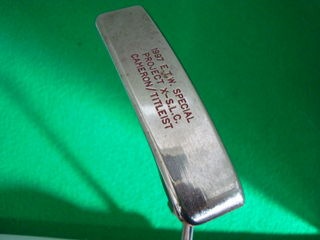 1997 E.T.W. SPECIAL
PROJECT X-S.L.C.
CAMERON/TITLEIST